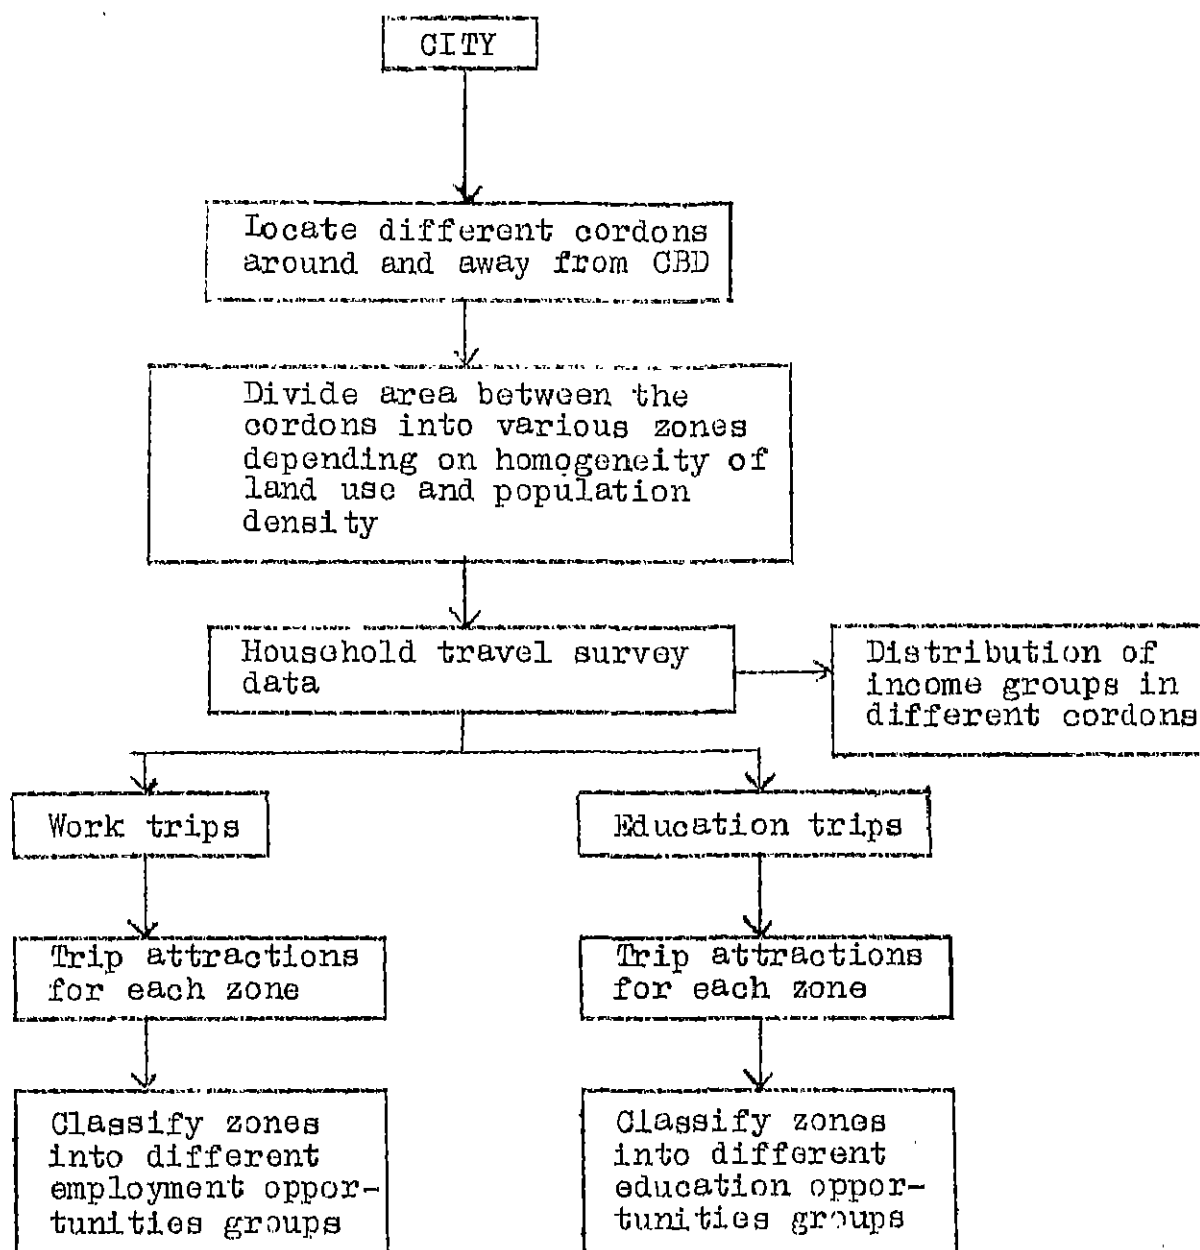 CITY
Locate different cordons
around and away from CBD
Divide area between the
cordons into various zones
depending on homogeneity of
land use and population
density
Household travel survey
data
Distribution of
income groups in
different cordons
Work trips
Education trips
Trip attractions
for each zone
Trip attractions
for each zone
Classify zones
into different
employment oppor-
tunities groups
Classify zones
into different
education oppor-
tunities groups